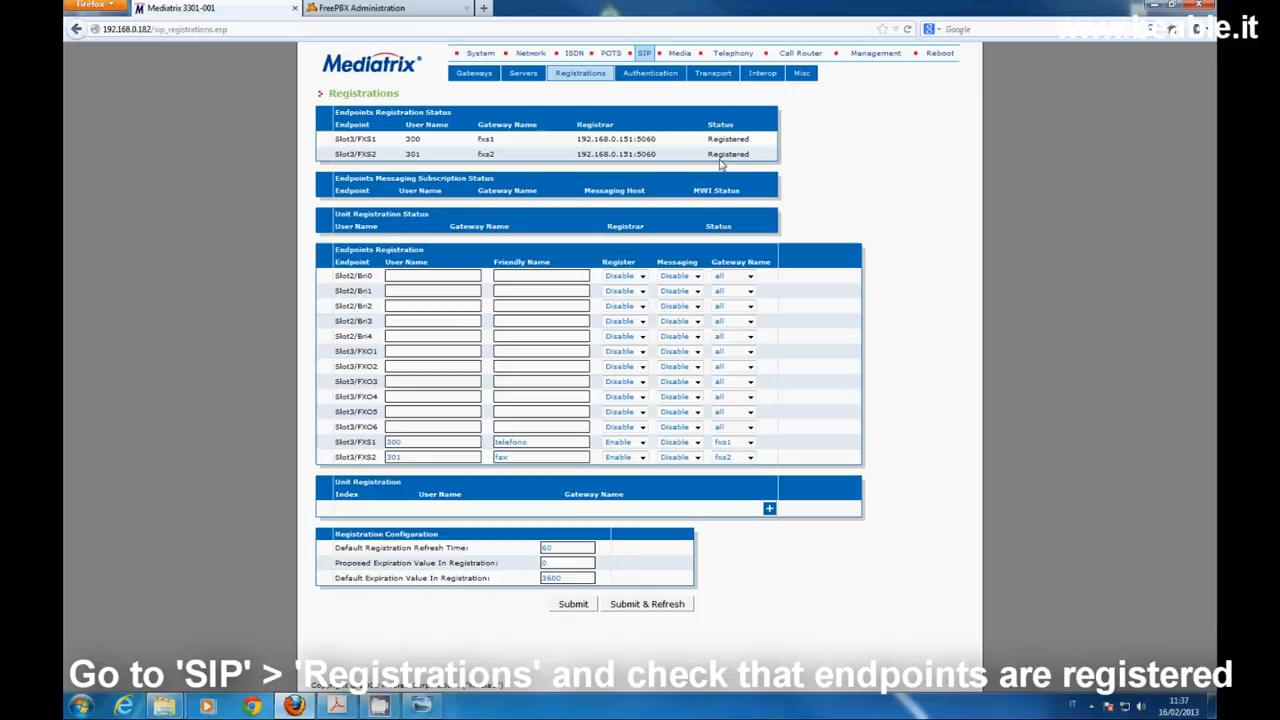 Firefox
Mediatrix 3301-001
FreePBX Administration
192.168.0.182/sip_registrations.esp
Google
www.keable.it
Mediatrix
System Network ISDN POTS SIP Media Telephony Call Router Management Reboot
Gateways Servers Registrations Authentication Transport Interop Misc
Registrations
Endpoints Registration Status
Endpoint User Name Gateway Name Registrar Status
Slot3/FXS1 300 fxs1 192.168.0.151:5060 Registered
Slot3/FXS2 301 fxs2 192.168.0.151:5060 Registered
Endpoints Messaging Subscription Status
Endpoint User Name Gateway Name Messaging Host MWI Status
Unit Registration Status
User Name Gateway Name Registrar Status
Endpoints Registration
Endpoint User Name Friendly Name Register Messaging Gateway Name
Slot2/Bri0 Disable Disable all
Slot2/Bri1 Disable Disable all
Slot2/Bri2 Disable Disable all
Slot2/Bri3 Disable Disable all
Slot2/Bri4 Disable Disable all
Slot3/FXO1 Disable Disable all
Slot3/FXO2 Disable Disable all
Slot3/FXO3 Disable Disable all
Slot3/FXO4 Disable Disable all
Slot3/FXO5 Disable Disable all
Slot3/FXO6 Disable Disable all
Slot3/FXS1 300 telefono Enable Disable fxs1
Slot3/FXS2 301 fax Enable Disable fxs2
Unit Registration
Index User Name Gateway Name
Registration Configuration
Default Registration Refresh Time: 60
Proposed Expiration Value In Registration: 0
Default Expiration Value In Registration: 3600
Submit Submit & Refresh
Go to 'SIP' > 'Registrations' and check that endpoints are registered
IT
11:37
16/02/2013